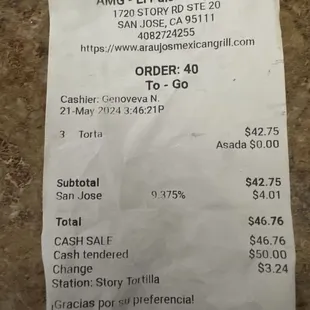 AMG -
1720 STORY RD STE 20
SAN JOSE, CA 95111
4082724255
https://www.araujosmexicangrill.com
ORDER: 40
To - Go
Cashier: Genoveva N.
21-May 2024 3:46:21P
3 Torta $42.75
Asada $0.00
Subtotal $42.75
San Jose 9.375% $4.01
Total $46.76
CASH SALE $46.76
Cash tendered $50.00
Change $3.24
Station: Story Tortilla
¡Gracias por su preferencia!